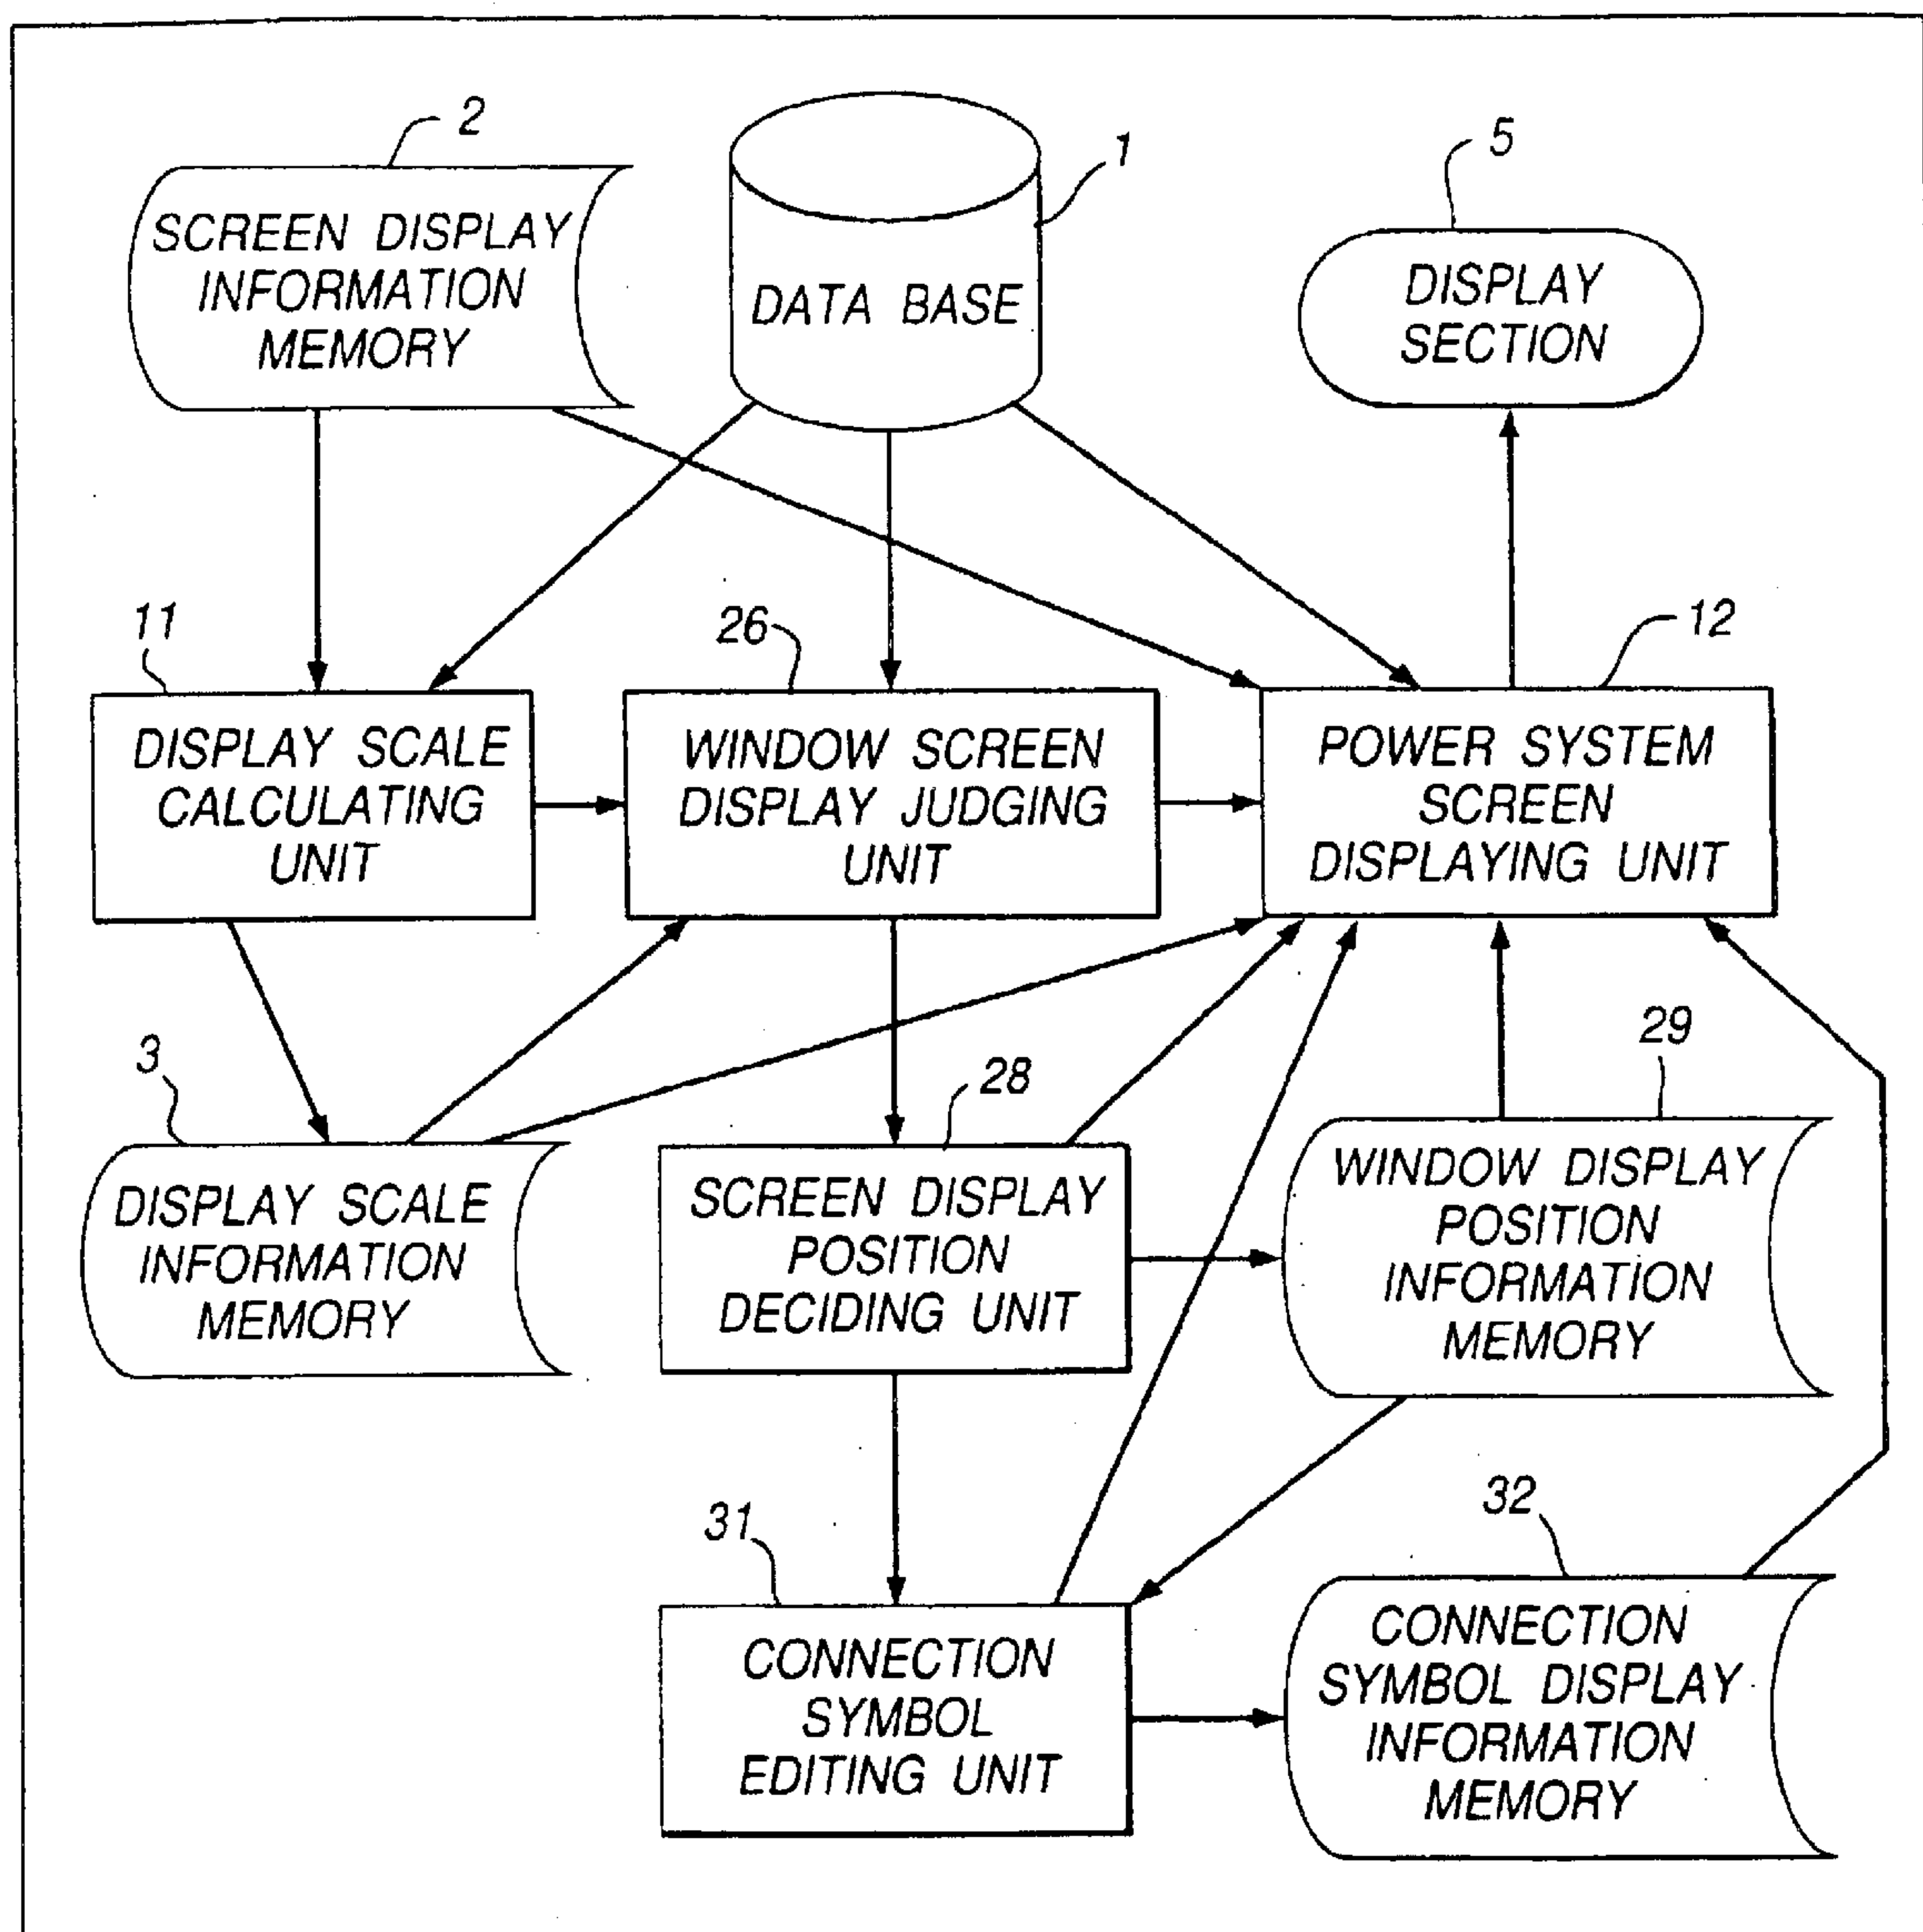 2
1
5
SCREEN DISPLAY
INFORMATION
MEMORY
DATA BASE
DISPLAY
SECTION
11
26
12
DISPLAY SCALE
CALCULATING
UNIT
WINDOW SCREEN
DISPLAY JUDGING
UNIT
POWER SYSTEM
SCREEN
DISPLAYING UNIT
3
28
29
DISPLAY SCALE
INFORMATION
MEMORY
SCREEN DISPLAY
POSITION
DECIDING UNIT
WINDOW DISPLAY
POSITION
INFORMATION
MEMORY
31
32
CONNECTION
SYMBOL
EDITING UNIT
CONNECTION
SYMBOL DISPLAY
INFORMATION
MEMORY